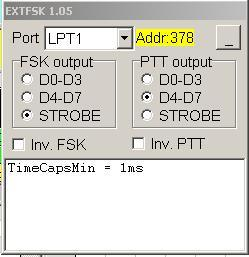 EXTFSK 1.05
Port LPT1 Addr:378 _
FSK output PTT output
D0-D3 D0-D3
D4-D7 D4-D7
STROBE STROBE
Inv. FSK Inv. PTT
TimeCapsMin = 1ms